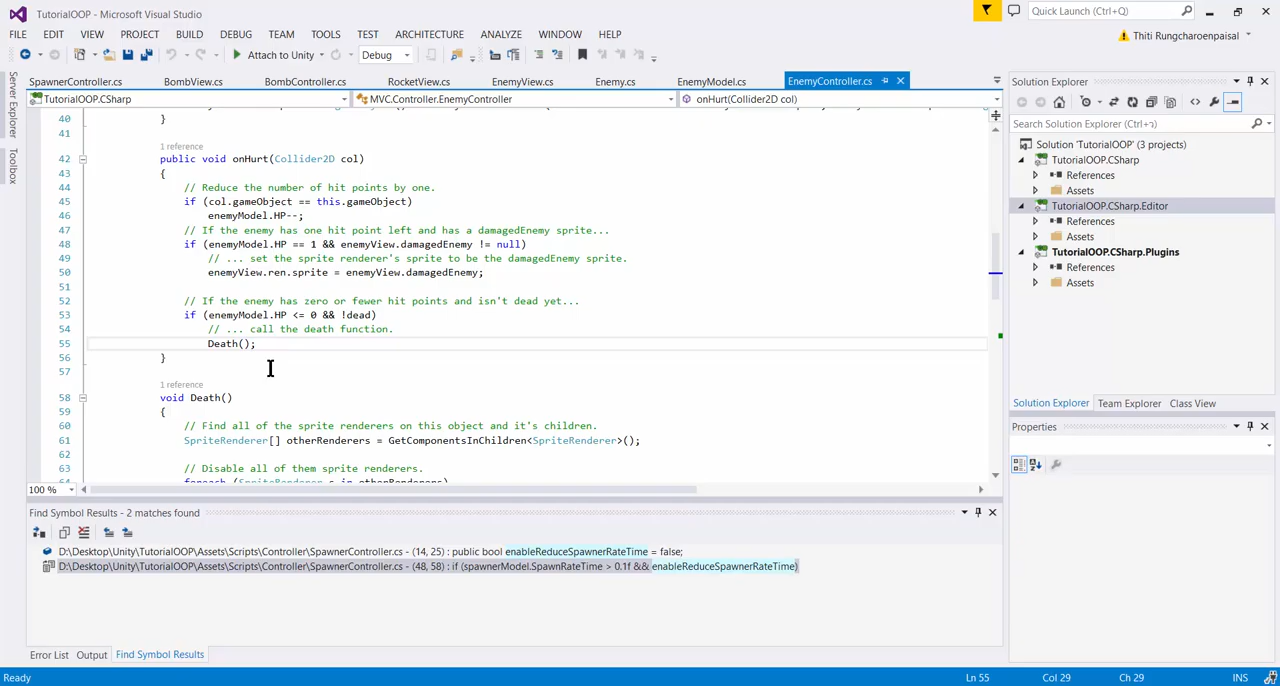 TutorialOOP - Microsoft Visual Studio
Quick Launch (Ctrl+Q)
FILE EDIT VIEW PROJECT BUILD DEBUG TEAM TOOLS TEST ARCHITECTURE ANALYZE WINDOW HELP
Thiti Rungcharoenpaisal
Attach to Unity Debug
Server Explorer
Toolbox
SpawnerController.cs BombView.cs BombController.cs RocketView.cs EnemyView.cs Enemy.cs EnemyModel.cs EnemyController.cs
TutorialOOP.CSharp MVC.Controller.EnemyController onHurt(Collider2D col)
40 }
41
1 reference
42 public void onHurt(Collider2D col)
43 {
44 // Reduce the number of hit points by one.
45 if (col.gameObject == this.gameObject)
46 enemyModel.HP--;
47 // If the enemy has one hit point left and has a damagedEnemy sprite...
48 if (enemyModel.HP == 1 && enemyView.damagedEnemy != null)
49 // ... set the sprite renderer's sprite to be the damagedEnemy sprite.
50 enemyView.ren.sprite = enemyView.damagedEnemy;
51
52 // If the enemy has zero or fewer hit points and isn't dead yet...
53 if (enemyModel.HP <= 0 && !dead)
54 // ... call the death function.
55 Death();
56 }
57
1 reference
58 void Death()
59 {
60 // Find all of the sprite renderers on this object and it's children.
61 SpriteRenderer[] otherRenderers = GetComponentsInChildren<SpriteRenderer>();
62
63 // Disable all of them sprite renderers.
64 foreach (SpriteRenderer s in otherRenderers)
100 %
Find Symbol Results - 2 matches found
D:\Desktop\Unity\TutorialOOP\Assets\Scripts\Controller\SpawnerController.cs - (14, 25) : public bool enableReduceSpawnerRateTime = false;
D:\Desktop\Unity\TutorialOOP\Assets\Scripts\Controller\SpawnerController.cs - (48, 58) : if (spawnerModel.SpawnRateTime > 0.1f && enableReduceSpawnerRateTime)
Error List Output Find Symbol Results
Solution Explorer
Search Solution Explorer (Ctrl+ว)
Solution 'TutorialOOP' (3 projects)
TutorialOOP.CSharp
References
Assets
TutorialOOP.CSharp.Editor
References
Assets
TutorialOOP.CSharp.Plugins
References
Assets
Solution Explorer Team Explorer Class View
Properties
Ready Ln 55 Col 29 Ch 29 INS